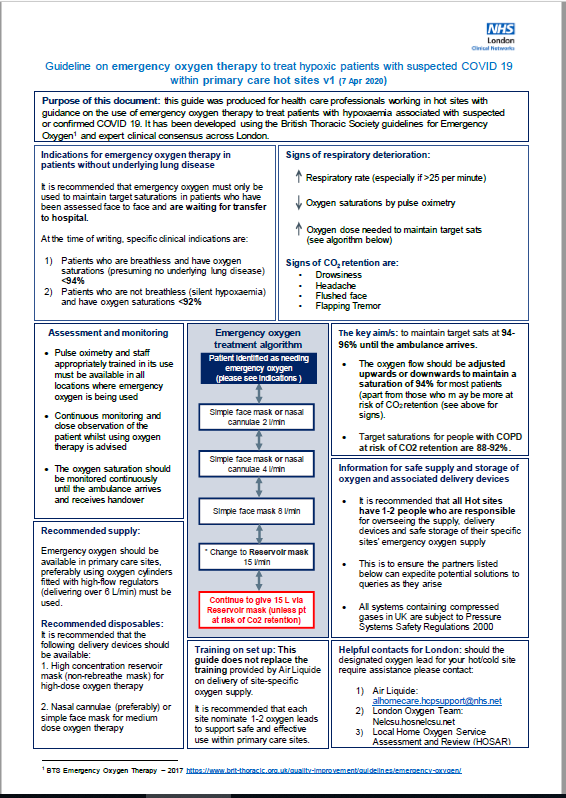 NHS
London
Clinical Networks
Guideline on emergency oxygen therapy to treat hypoxic patients with suspected COVID 19
within primary care hot sites v1 (7 Apr 2020)
Purpose of this document: this guide was produced for health care professionals working in hot sites with
guidance on the use of emergency oxygen therapy to treat patients with hypoxaemia associated with suspected
or confirmed COVID 19. It has been developed using the British Thoracic Society guidelines for Emergency
Oxygen1 and expert clinical consensus across London.
Indications for emergency oxygen therapy in
patients without underlying lung disease
It is recommended that emergency oxygen must only be
used to maintain target saturations in patients who have
been assessed face to face and are waiting for transfer
to hospital.
At the time of writing, specific clinical indications are:
1) Patients who are breathless and have oxygen
saturations (presuming no underlying lung disease)
<94%
2) Patients who are not breathless (silent hypoxaemia)
and have oxygen saturations <92%
Signs of respiratory deterioration:
↑ Respiratory rate (especially if >25 per minute)
↓ Oxygen saturations by pulse oximetry
↑ Oxygen dose needed to maintain target sats
(see algorithm below)
Signs of CO2 retention are:
• Drowsiness
• Headache
• Flushed face
• Flapping Tremor
Assessment and monitoring
• Pulse oximetry and staff
appropriately trained in its use
must be available in all
locations where emergency
oxygen is being used
• Continuous monitoring and
close observation of the
patient whilst using oxygen
therapy is advised
• The oxygen saturation should
be monitored continuously
until the ambulance arrives
and receives handover
Recommended supply:
Emergency oxygen should be
available in primary care sites,
preferably using oxygen cylinders
fitted with high-flow regulators
(delivering over 6 L/min) must be
used.
Recommended disposables:
It is recommended that the
following delivery devices should
be available:
1. High concentration reservoir
mask (non-rebreathe mask) for
high-dose oxygen therapy
2. Nasal cannulae (preferably) or
simple face mask for medium
dose oxygen therapy
Emergency oxygen
treatment algorithm
Patient identified as needing
emergency oxygen
(please see indications )
Simple face mask or nasal
cannulae 2 l/min
Simple face mask or nasal
cannulae 4 l/min
Simple face mask 8 l/min
* Change to Reservoir mask
15 l/min
Continue to give 15 L via
Reservoir mask (unless pt
at risk of Co2 retention)
Training on set up: This
guide does not replace the
training provided by Air Liquide
on delivery of site-specific
oxygen supply.
It is recommended that each
site nominate 1-2 oxygen leads
to support safe and effective
use within primary care sites.
The key aim/s: to maintain target sats at 94-
96% until the ambulance arrives.
• The oxygen flow should be adjusted
upwards or downwards to maintain a
saturation of 94% for most patients
(apart from those who may be more at
risk of CO2 retention (see above for
signs).
• Target saturations for people with COPD
at risk of CO2 retention are 88-92%.
Information for safe supply and storage of
oxygen and associated delivery devices
• It is recommended that all Hot sites
have 1-2 people who are responsible
for overseeing the supply, delivery
devices and safe storage of their specific
sites' emergency oxygen supply
• This is to ensure the partners listed
below can expedite potential solutions to
queries as they arise
• All systems containing compressed
gases in UK are subject to Pressure
Systems Safety Regulations 2000
Helpful contacts for London: should the
designated oxygen lead for your hot/cold site
require assistance please contact:
1) Air Liquide:
alhomecare.hcpsupport@nhs.net
2) London Oxygen Team:
Nelcsu.hosnelcsu.net
3) Local Home Oxygen Service
Assessment and Review (HOSAR)
1 BTS Emergency Oxygen Therapy – 2017 https://www.brit-thoracic.org.uk/quality-improvement/guidelines/emergency-oxygen/